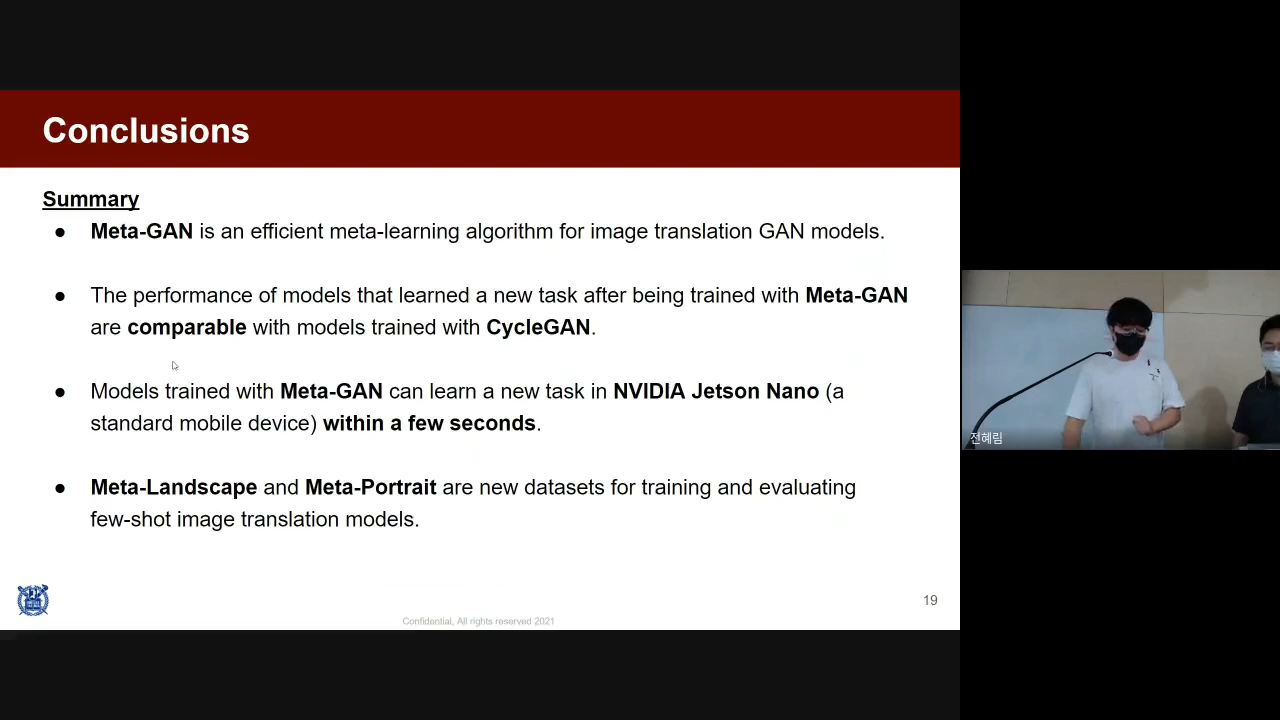 Conclusions
Summary
● Meta-GAN is an efficient meta-learning algorithm for image translation GAN models.
● The performance of models that learned a new task after being trained with Meta-GAN
are comparable with models trained with CycleGAN.
● Models trained with Meta-GAN can learn a new task in NVIDIA Jetson Nano (a
standard mobile device) within a few seconds.
● Meta-Landscape and Meta-Portrait are new datasets for training and evaluating
few-shot image translation models.
19
Confidential, All rights reserved 2021
전혜림